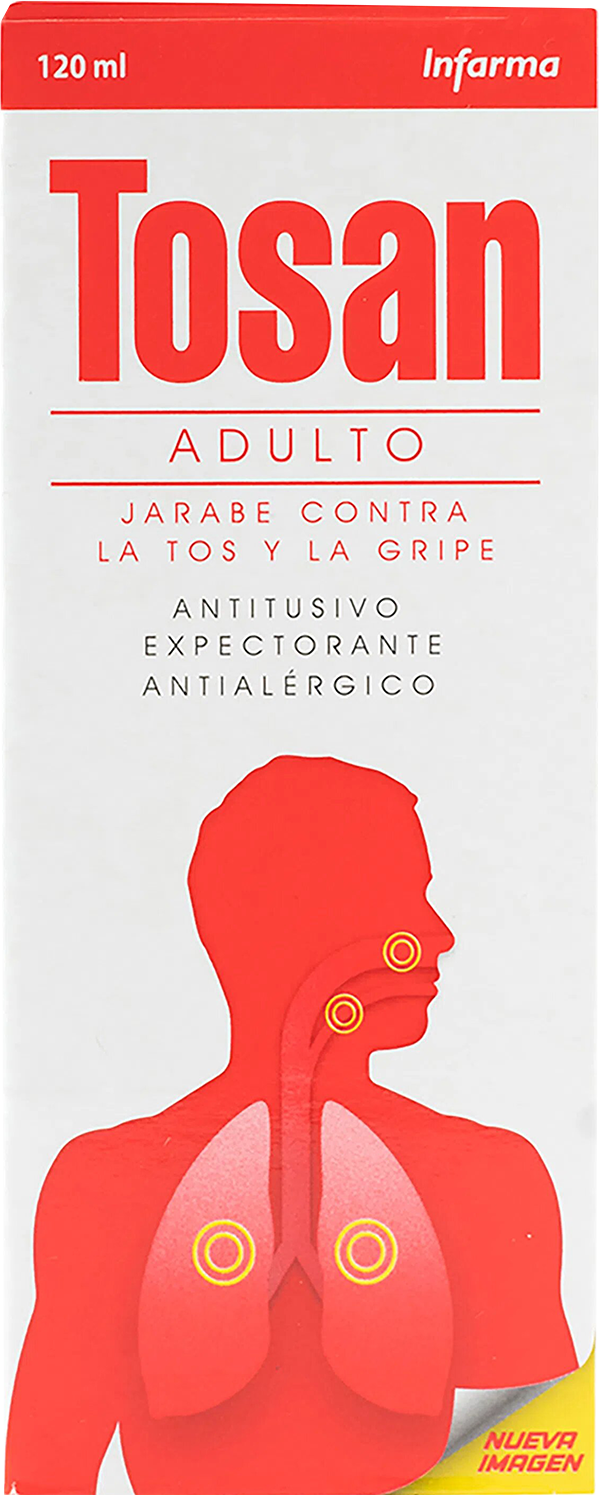 120 ml
Infarma
Tosan
ADULTO
JARABE CONTRA
LA TOS Y LA GRIPE
ANTITUSIVO
EXPECTORANTE
ANTIALÉRGICO
NUEVA
IMAGEN